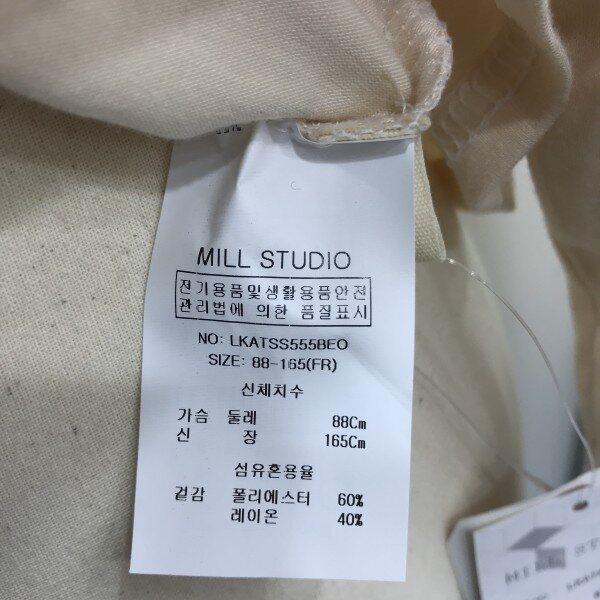 MILL STUDIO
전기용품및생활용품안전
관리법에 의한 품질표시
NO: LKATSS555BEO
SIZE: 88-165(FR)
신체치수
가슴 둘레 88Cm
신 장 165Cm
섬유혼용율
겉감 폴리에스터 60%
레이온 40%